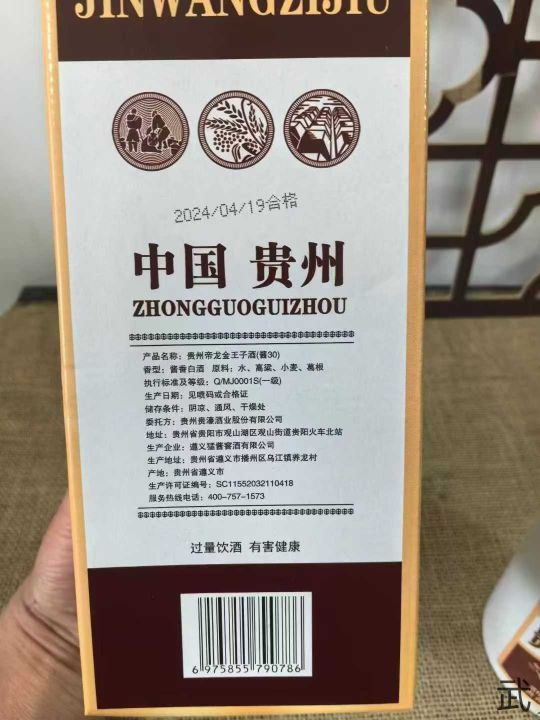 JINWANGZIJIU
2024/04/19合格
中国 贵州
ZHONGGUOGUIZHOU
产品名称：贵州帝龙金王子酒(酱30)
香型：酱香白酒 原料：水、高粱、小麦、葛根
执行标准及等级：Q/MJ0001S(一级)
生产日期：见喷码或合格证
储存条件：阴凉、通风、干燥处
委托方：贵州贵濠酒业股份有限公司
地址：贵州省贵阳市观山湖区观山街道贵阳火车北站
生产企业：遵义猛酱窖酒有限公司
生产地址：贵州省遵义市播州区乌江镇养龙村
产地：贵州省遵义市
生产许可证编号：SC11552032110418
服务热线电话：400-757-1573
过量饮酒 有害健康
6 975855 790786
武